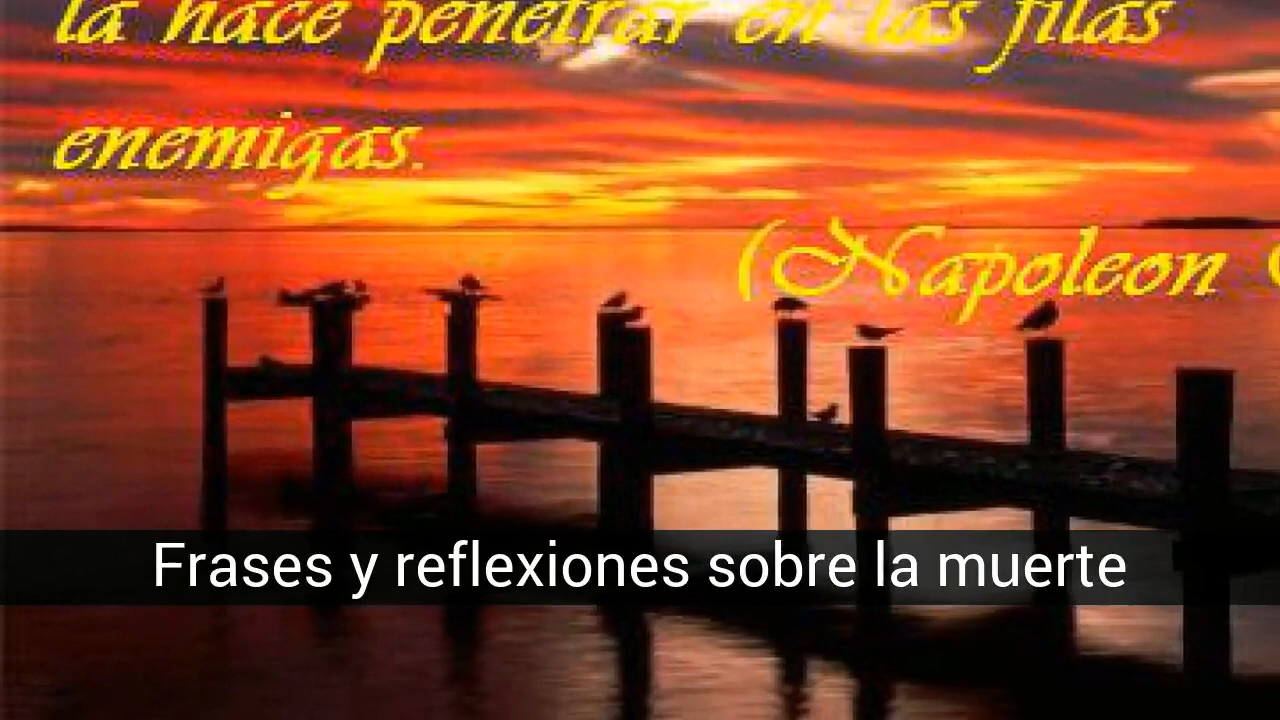 la hace penetrar en las filas
enemigas.
(Napoleon
Frases y reflexiones sobre la muerte